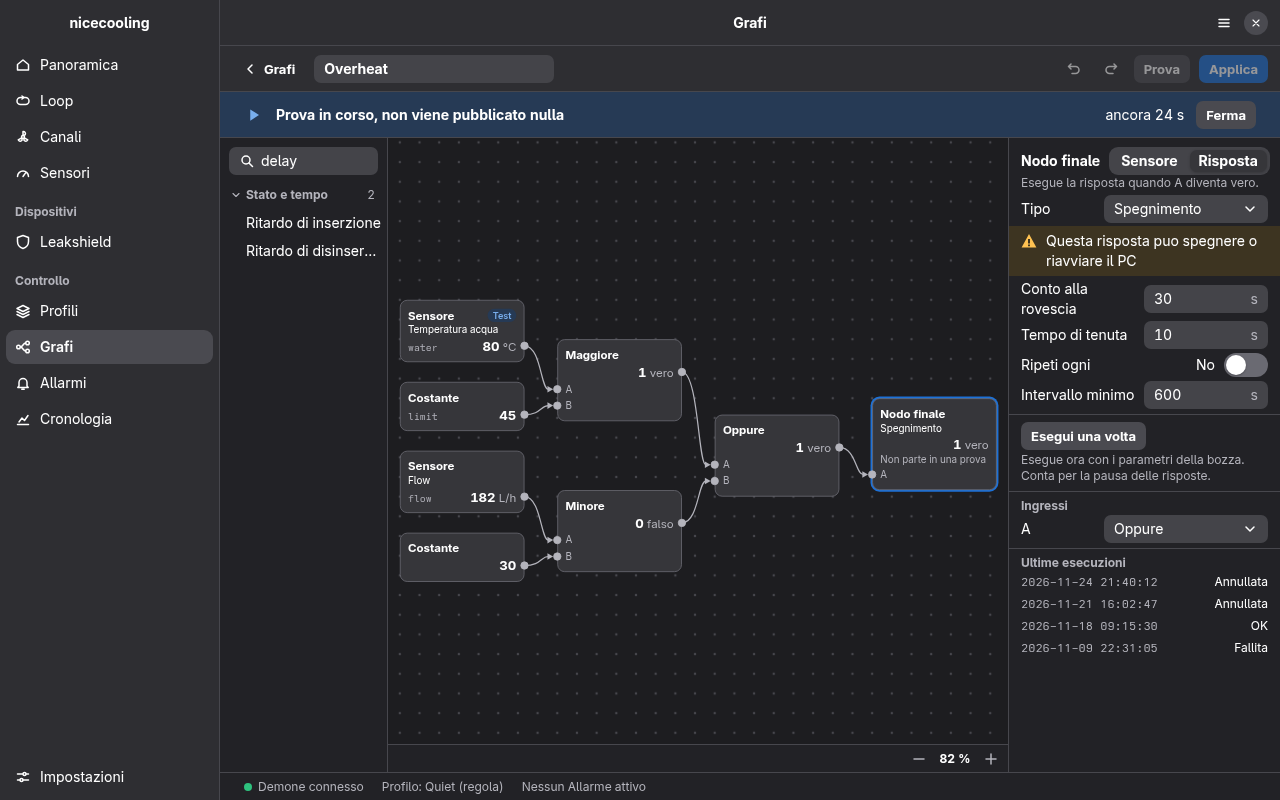 nicecooling
Grafi
Panoramica
Loop
Canali
Sensori
Dispositivi
Leakshield
Controllo
Profili
Grafi
Allarmi
Cronologia
Impostazioni
Grafi
Overheat
Prova
Applica
Prova in corso, non viene pubblicato nulla
ancora 24 s
Ferma
delay
Stato e tempo 2
Ritardo di inserzione
Ritardo di disinser...
Sensore Test
Temperatura acqua
water 80 °C
Costante
limit 45
Sensore
Flow
flow 182 L/h
Costante
30
Maggiore
1 vero
A
B
Minore
0 falso
A
B
Oppure
1 vero
A
B
Nodo finale
Spegnimento
1 vero
Non parte in una prova
A
82 %
Nodo finale Sensore Risposta
Esegue la risposta quando A diventa vero.
Tipo Spegnimento
Questa risposta puo spegnere o
riavviare il PC
Conto alla
rovescia
30 s
Tempo di tenuta 10 s
Ripeti ogni No
Intervallo minimo 600 s
Esegui una volta
Esegue ora con i parametri della bozza.
Conta per la pausa delle risposte.
Ingressi
A Oppure
Ultime esecuzioni
2026-11-24 21:40:12 Annullata
2026-11-21 16:02:47 Annullata
2026-11-18 09:15:30 OK
2026-11-09 22:31:05 Fallita
Demone connesso Profilo: Quiet (regola) Nessun Allarme attivo